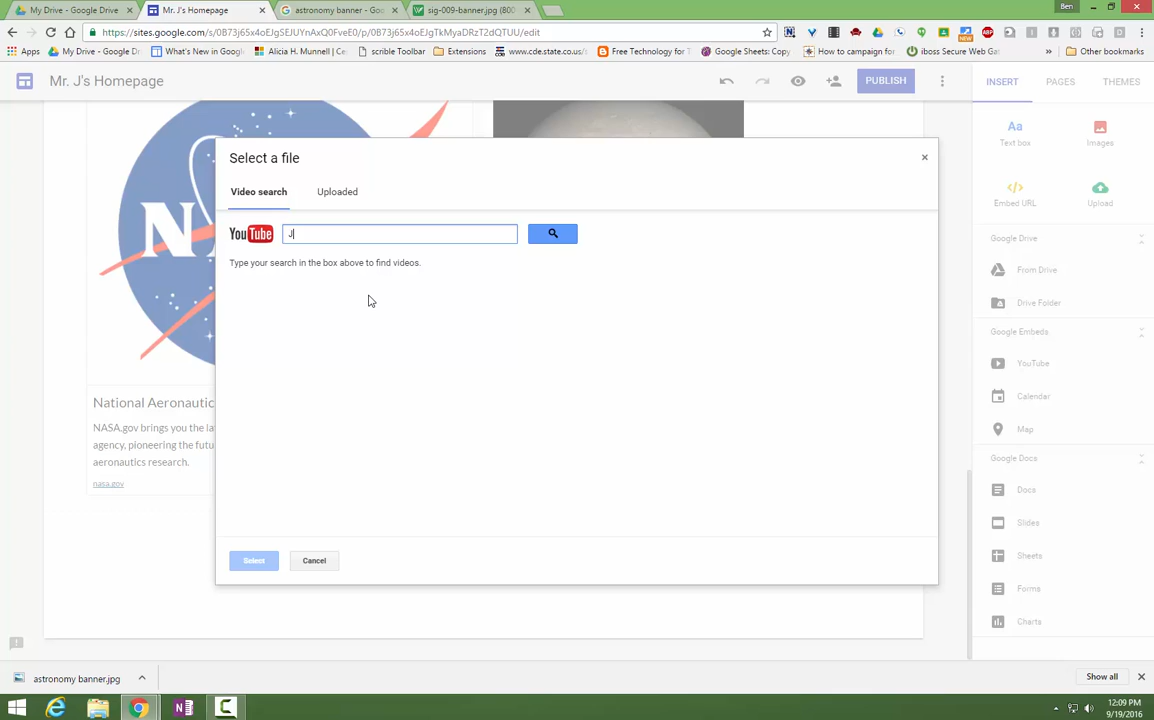 My Drive - Google Drive
Mr. J's Homepage
astronomy banner - Goo
sig-009-banner.jpg (800
Ben
https://sites.google.com/s/0B73j65x4oEJgSEJUYnAxQ0FveE0/p/0B73j65x4oEJgTkMyaDRzT2dQTUU/edit
Apps
My Drive - Google D
What's New in Googl
Alicia H. Munnell | Ce
scrible Toolbar
Extensions
www.cde.state.co.us/
Free Technology for T
Google Sheets: Copy
How to campaign for
iboss Secure Web Gat
»
Other bookmarks
Mr. J's Homepage
PUBLISH
INSERT
PAGES
THEMES
Aa
Text box
Images
</>
Embed URL
Upload
Google Drive
From Drive
Drive Folder
Google Embeds
YouTube
Calendar
Map
Google Docs
Docs
Slides
Sheets
Forms
Charts
Select a file
×
Video search
Uploaded
YouTube
J
Type your search in the box above to find videos.
Select
Cancel
NA
National Aeronautic
NASA.gov brings you the la
agency, pioneering the futu
aeronautics research.
nasa.gov
astronomy banner.jpg
Show all
12:09 PM
9/19/2016